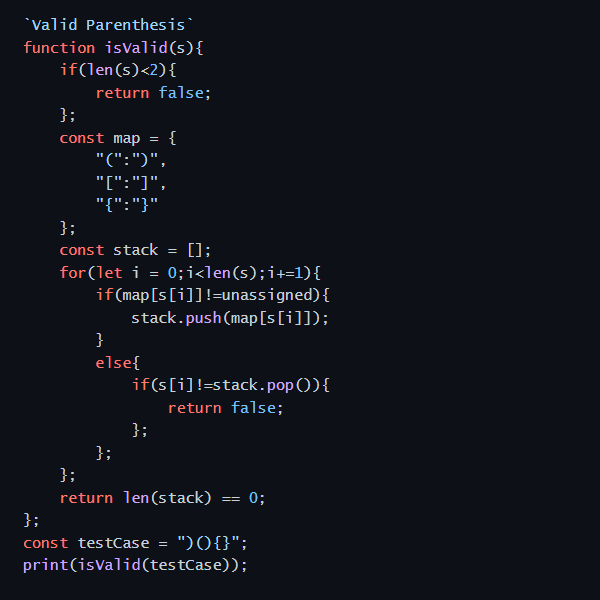 `Valid Parenthesis`
function isValid(s){
    if(len(s)<2){
        return false;
    };
    const map = {
        "(":")",
        "[":"]",
        "{":"}"
    };
    const stack = [];
    for(let i = 0;i<len(s);i+=1){
        if(map[s[i]]!=unassigned){
            stack.push(map[s[i]]);
        }
        else{
            if(s[i]!=stack.pop()){
                return false;
            };
        };
    };
    return len(stack) == 0;
};
const testCase = ")(){}";
print(isValid(testCase));